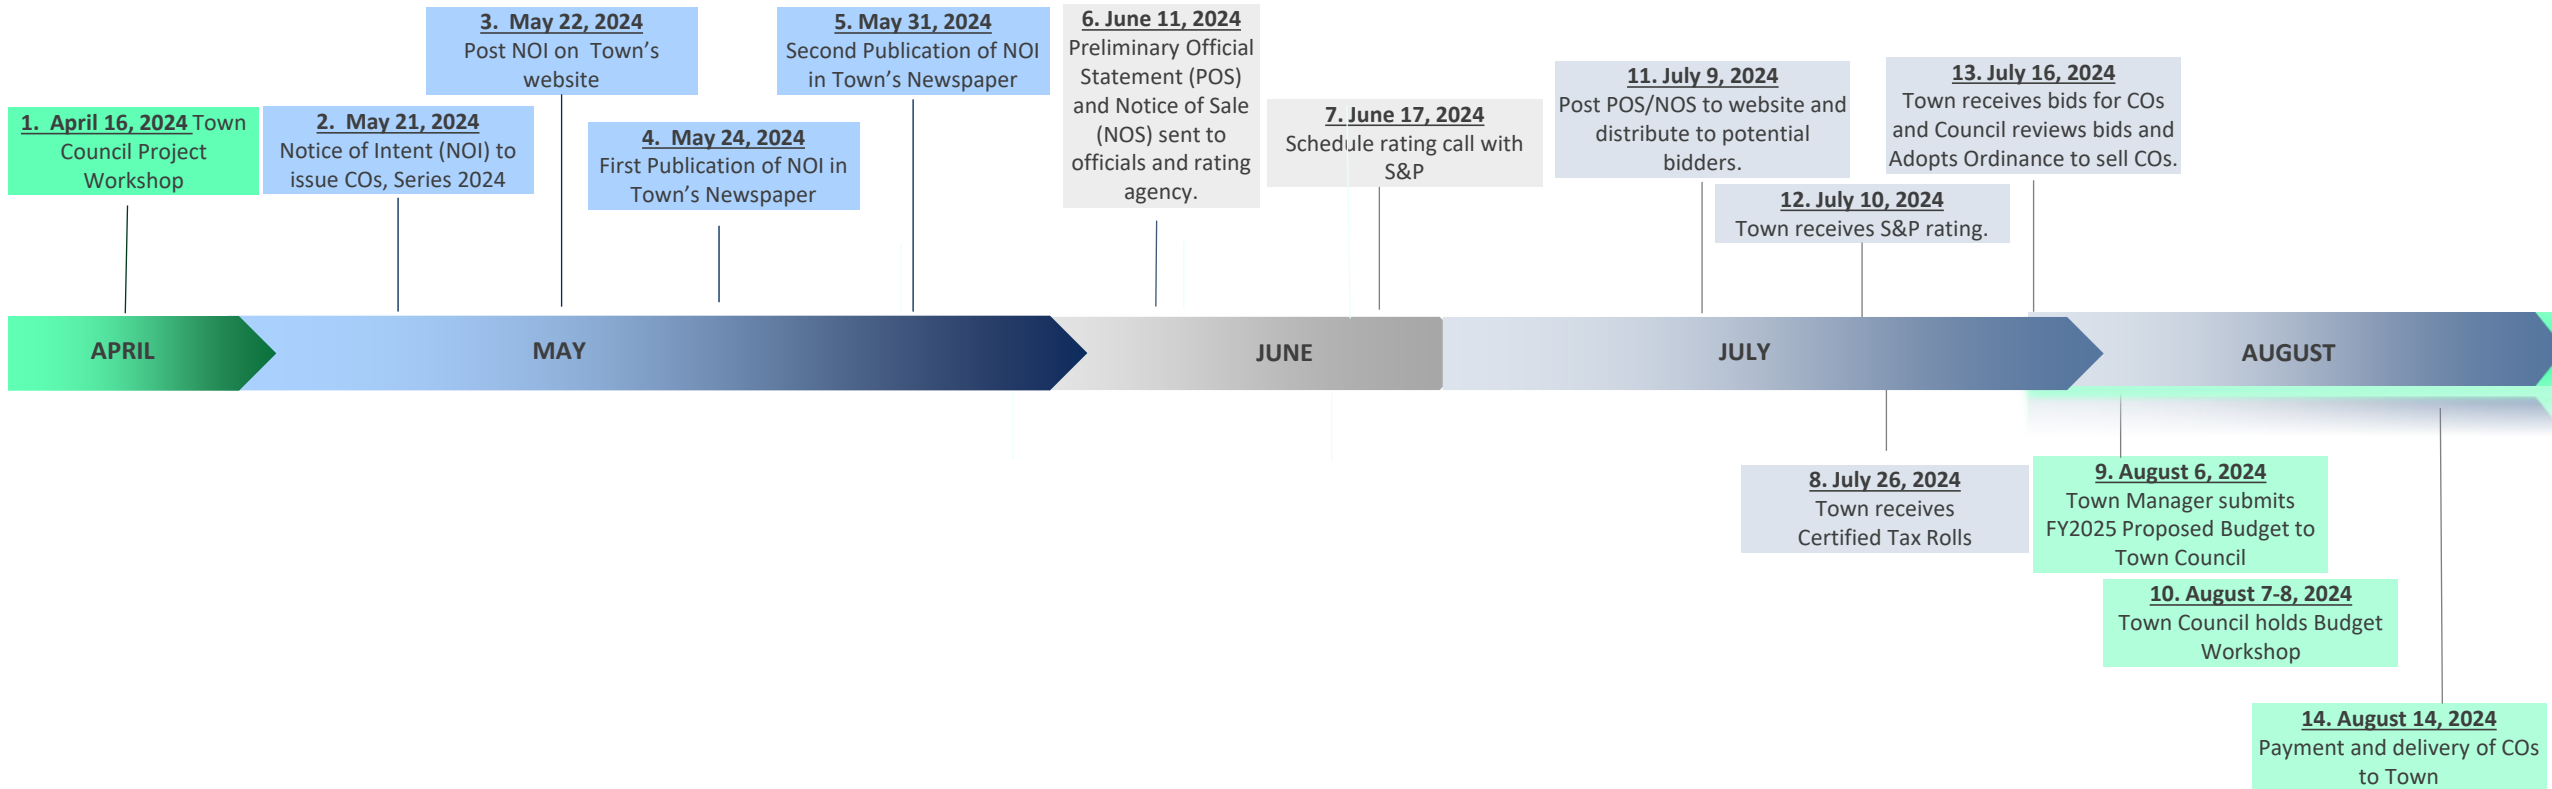 1. April 16, 2024 Town
Council Project
Workshop
2. May 21, 2024
Notice of Intent (NOI) to
issue COs, Series 2024
3. May 22, 2024
Post NOI on Town’s
website
4. May 24, 2024
First Publication of NOI in
Town’s Newspaper
5. May 31, 2024
Second Publication of NOI
in Town’s Newspaper
6. June 11, 2024
Preliminary Official
Statement (POS)
and Notice of Sale
(NOS) sent to
officials and rating
agency.
7. June 17, 2024
Schedule rating call with
S&P
11. July 9, 2024
Post POS/NOS to website and
distribute to potential
bidders.
12. July 10, 2024
Town receives S&P rating.
13. July 16, 2024
Town receives bids for COs
and Council reviews bids and
Adopts Ordinance to sell COs.
APRIL
MAY
JUNE
JULY
AUGUST
8. July 26, 2024
Town receives
Certified Tax Rolls
9. August 6, 2024
Town Manager submits
FY2025 Proposed Budget to
Town Council
10. August 7-8, 2024
Town Council holds Budget
Workshop
14. August 14, 2024
Payment and delivery of COs
to Town